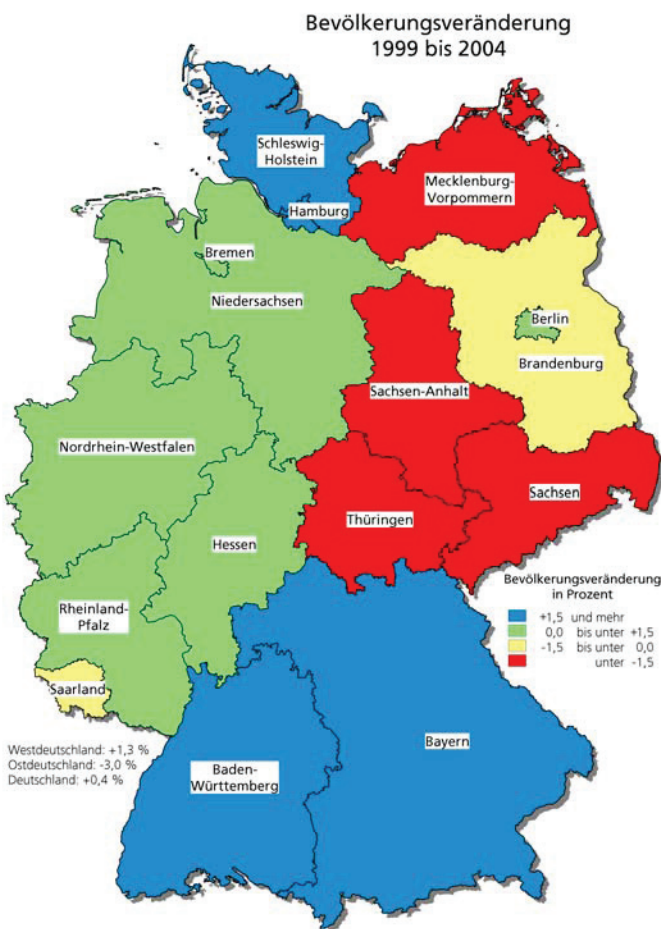 Bevölkerungsveränderung
1999 bis 2004
Schleswig-
Holstein
Mecklenburg-
Vorpommern
Hamburg
Bremen
Niedersachsen
Berlin
Brandenburg
Sachsen-Anhalt
Nordrhein-Westfalen
Sachsen
Thüringen
Hessen
Bevölkerungsveränderung
in Prozent
+1,5 und mehr
0,0 bis unter +1,5
-1,5 bis unter 0,0
unter -1,5
Rheinland-
Pfalz
Saarland
Westdeutschland: +1,3 %
Ostdeutschland: -3,0 %
Deutschland: +0,4 %
Bayern
Baden-
Württemberg